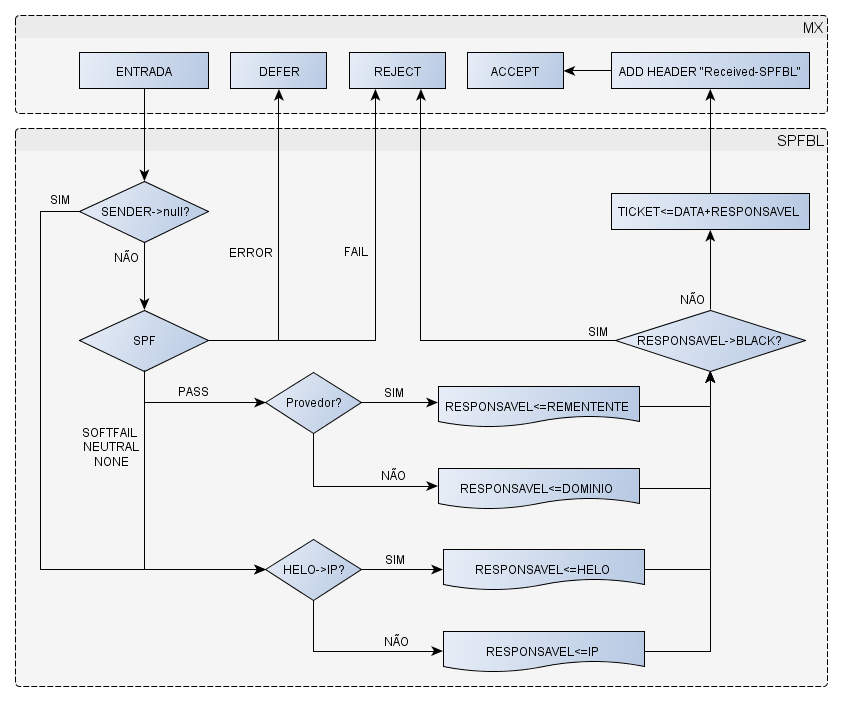 MX
ENTRADA
DEFER
REJECT
ACCEPT
ADD HEADER "Received-SPFBL"
SPFBL
SIM
SENDER->null?
TICKET<=DATA+RESPONSAVEL
NÃO
ERROR
FAIL
NÃO
SIM
SPF
RESPONSAVEL->BLACK?
PASS
Provedor?
SIM
RESPONSAVEL<=REMENTENTE
SOFTFAIL
NEUTRAL
NONE
NÃO
RESPONSAVEL<=DOMINIO
HELO->IP?
SIM
RESPONSAVEL<=HELO
NÃO
RESPONSAVEL<=IP